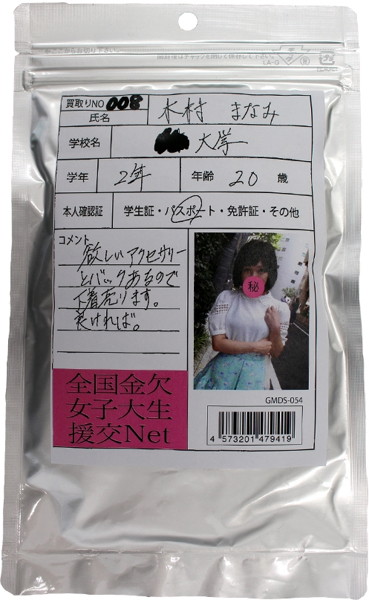 買取りNO 008
氏名 木村 まなみ
学校名 大学
学年 2年 年齢 20 歳
本人確認証 学生証・パスポート・免許証・その他
コメント
欲しいアクセサリー
とバックあるので
下着売ります。
良ければ。
秘
全国金欠
女子大生
援交Net
GMDS-054
4 573201 479419